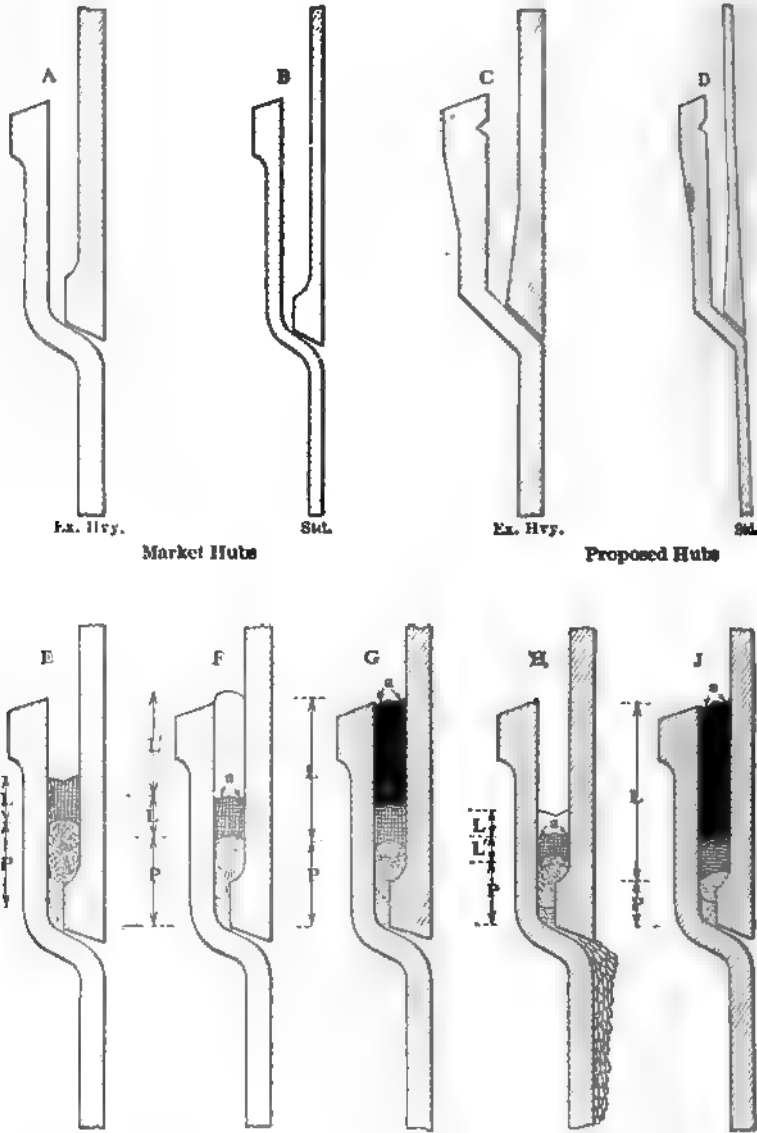 A B C D
Ex. Hvy. Std. Ex. Hvy. Std.
Market Hubs Proposed Hubs
E F G H J
a a a a
L' L L L L' L
P P P P P